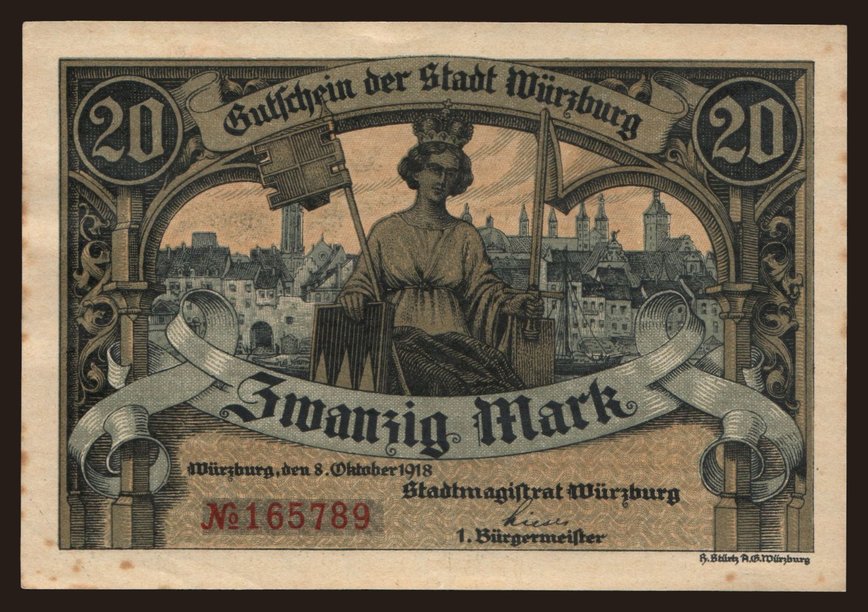 Gutschein der Stadt Würzburg
20
20
Zwanzig Mark
Würzburg, den 8. Oktober 1918
Stadtmagistrat Würzburg
№165789
1. Bürgermeister
H. Stürtz A.G. Würzburg